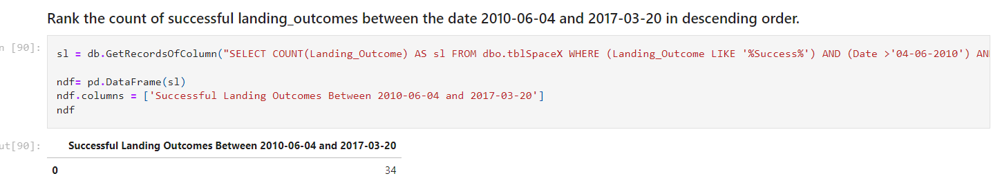 Rank the count of successful landing_outcomes between the date 2010-06-04 and 2017-03-20 in descending order.
n [90]: sl = db.GetRecordsOfColumn("SELECT COUNT(Landing_Outcome) AS sl FROM dbo.tblSpaceX WHERE (Landing_Outcome LIKE '%Success%') AND (Date >'04-06-2010') AN
ndf= pd.DataFrame(sl)
ndf.columns = ['Successful Landing Outcomes Between 2010-06-04 and 2017-03-20']
ndf
ut[90]: Successful Landing Outcomes Between 2010-06-04 and 2017-03-20
0 34